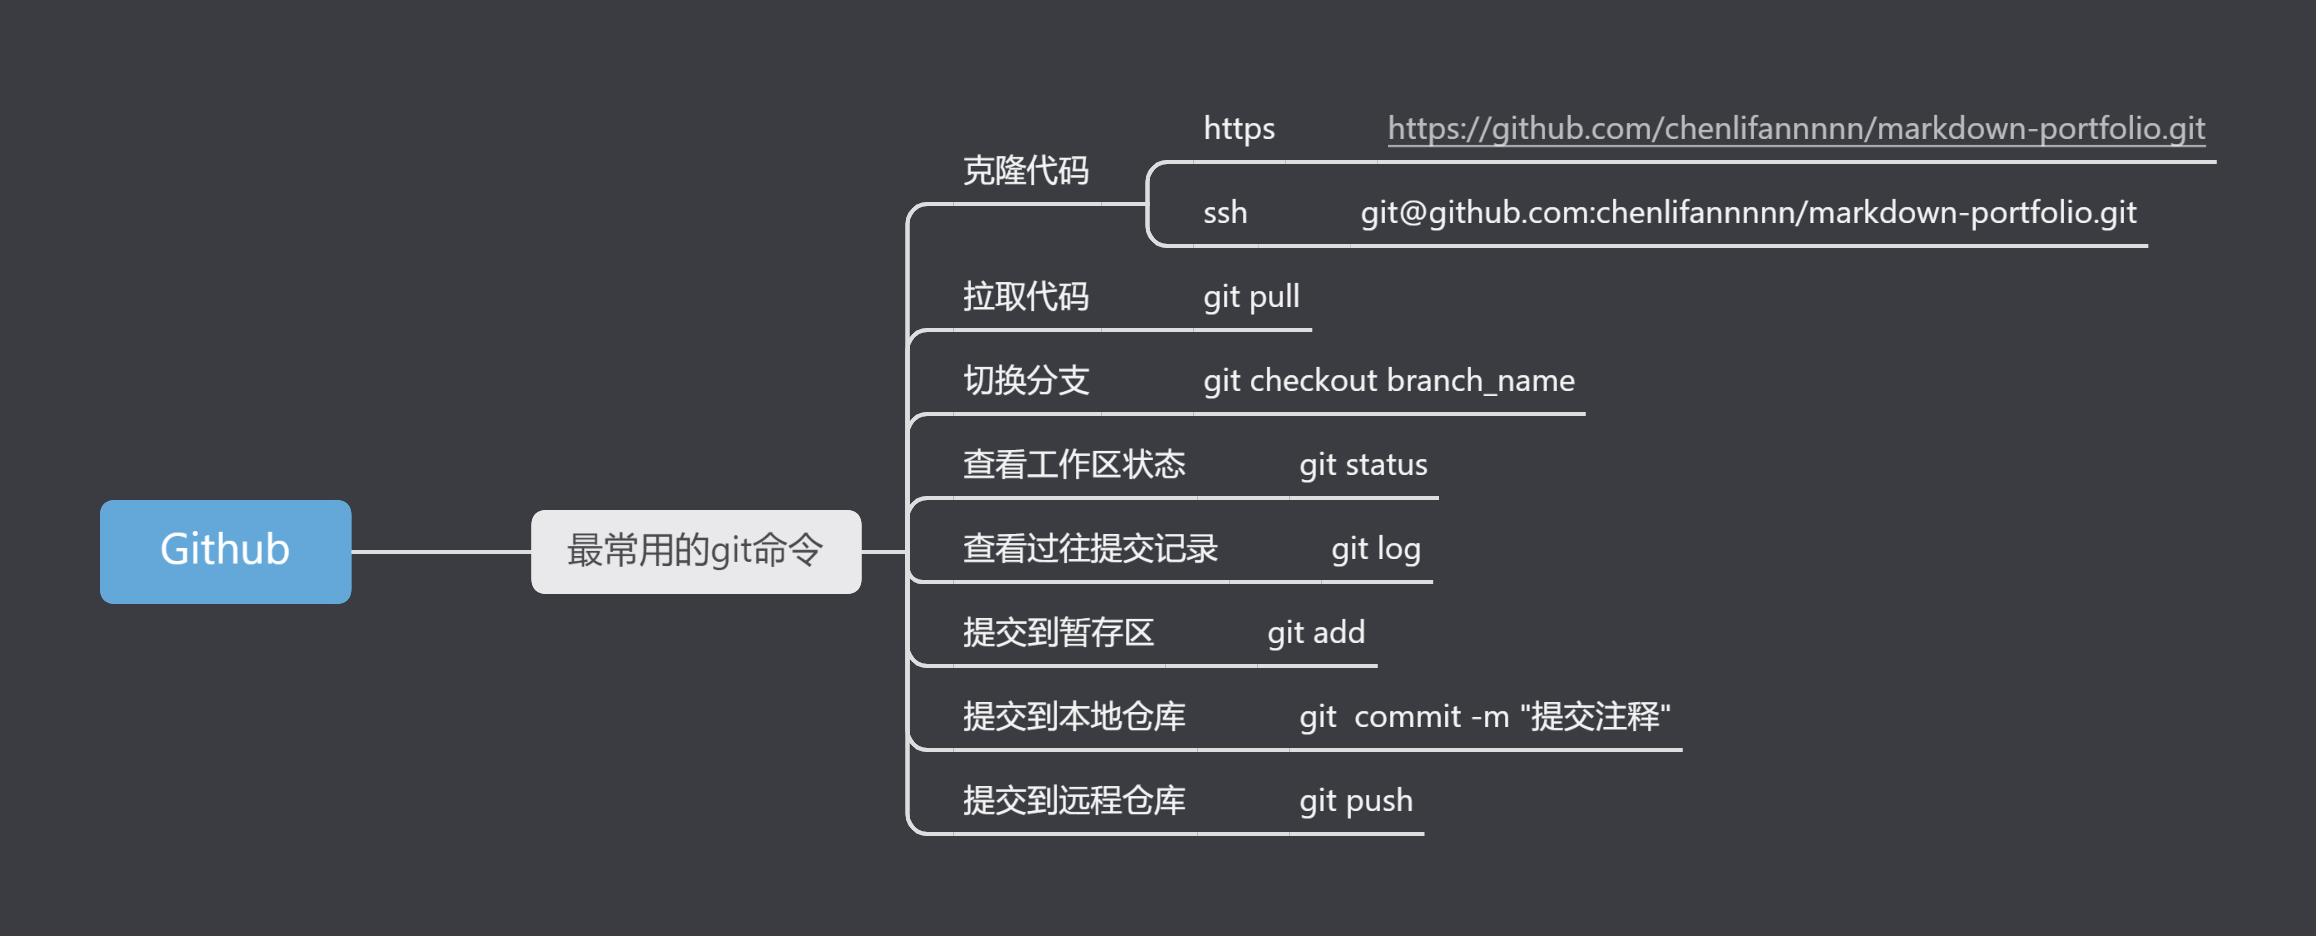 Github
最常用的git命令
克隆代码
https https://github.com/chenlifannnnn/markdown-portfolio.git
ssh git@github.com:chenlifannnnn/markdown-portfolio.git
拉取代码 git pull
切换分支 git checkout branch_name
查看工作区状态 git status
查看过往提交记录 git log
提交到暂存区 git add
提交到本地仓库 git  commit -m "提交注释"
提交到远程仓库 git push